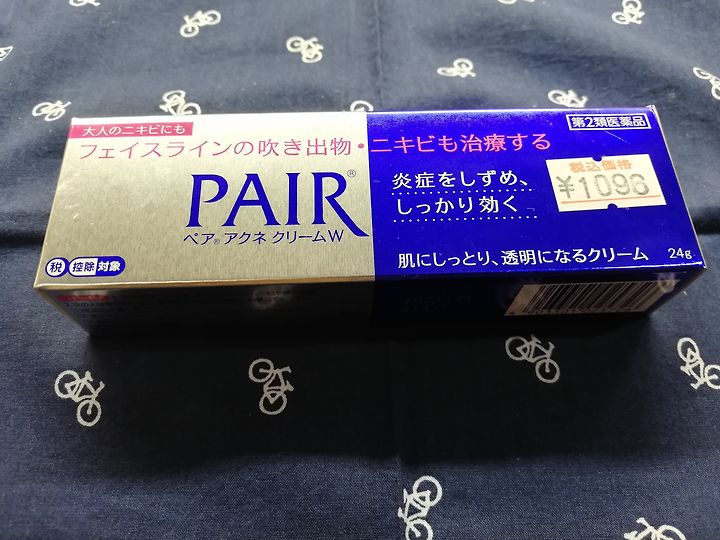 大人のニキビにも
フェイスラインの吹き出物・ニキビも治療する
第2類医薬品
PAIR®
ペア®アクネ クリームW
炎症をしずめ、
しっかり効く
税込価格
¥1096
税 控除対象
肌にしっとり、透明になるクリーム
24g